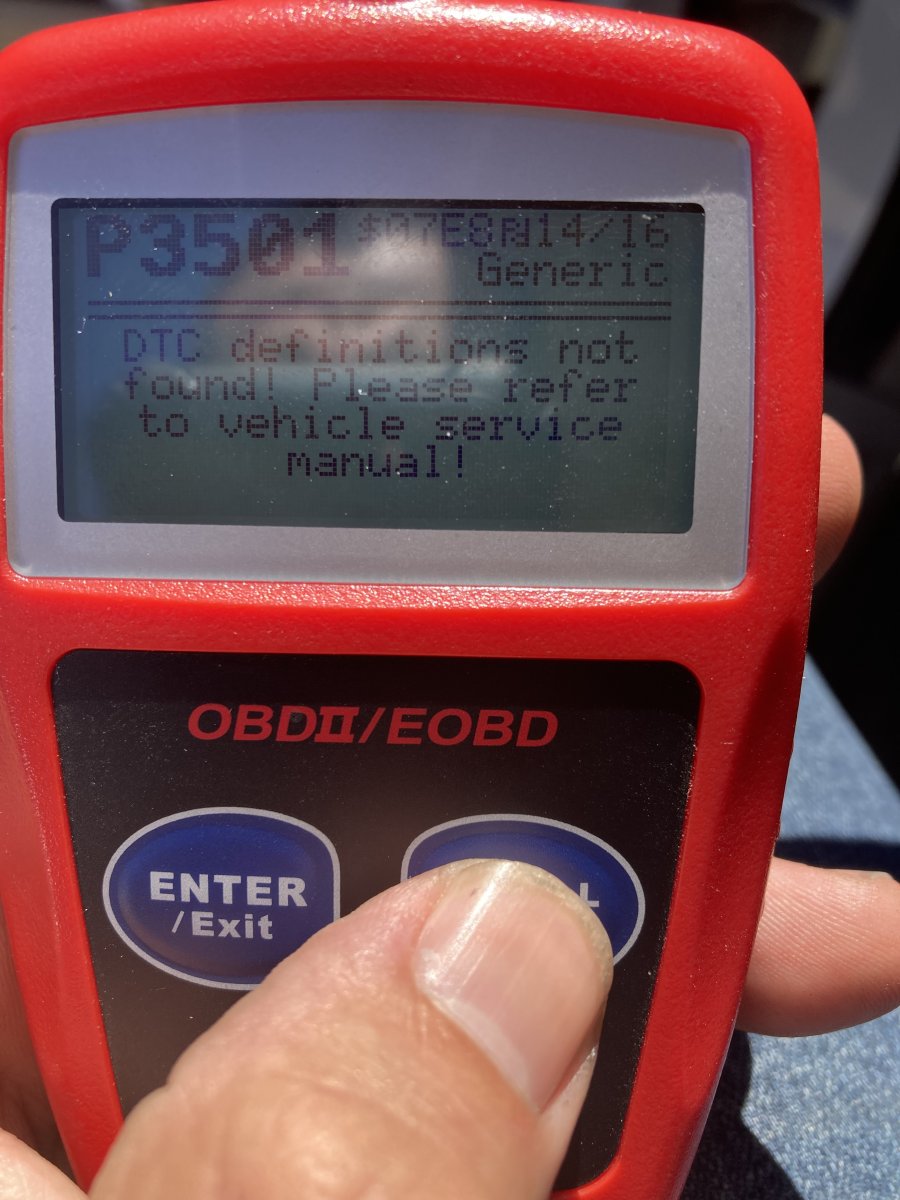 P3501 $07E8 14/16
Generic
DTC definitions not
found! Please refer
to vehicle service
manual!
OBDII/EOBD
ENTER
/Exit